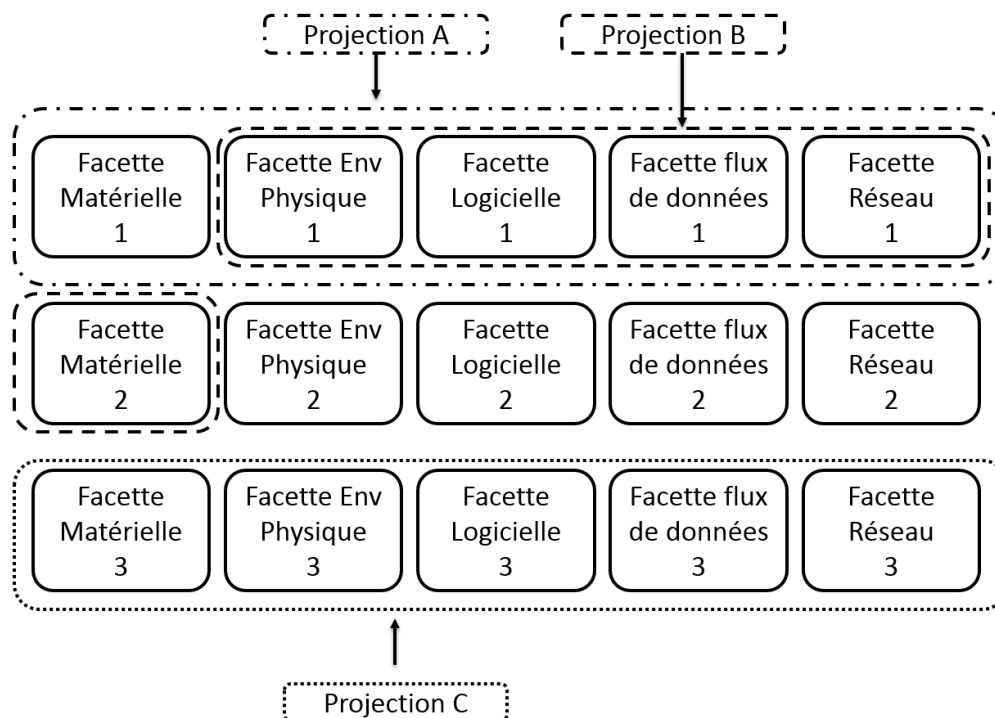 Projection A
Projection B
Facette
Matérielle
1
Facette Env
Physique
1
Facette
Logicielle
1
Facette flux
de données
1
Facette
Réseau
1
Facette
Matérielle
2
Facette Env
Physique
2
Facette
Logicielle
2
Facette flux
de données
2
Facette
Réseau
2
Facette
Matérielle
3
Facette Env
Physique
3
Facette
Logicielle
3
Facette flux
de données
3
Facette
Réseau
3
Projection C